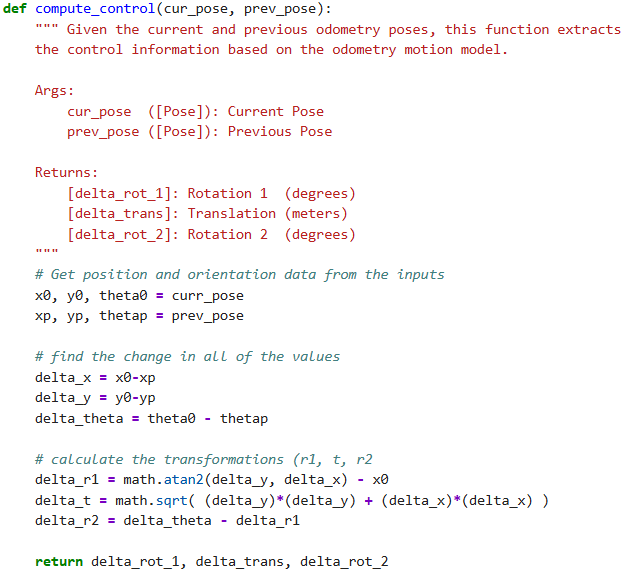 def compute_control(cur_pose, prev_pose):
    """ Given the current and previous odometry poses, this function extracts
    the control information based on the odometry motion model.

    Args:
        cur_pose  ([Pose]): Current Pose
        prev_pose ([Pose]): Previous Pose

    Returns:
        [delta_rot_1]: Rotation 1  (degrees)
        [delta_trans]: Translation (meters)
        [delta_rot_2]: Rotation 2  (degrees)
    """
    # Get position and orientation data from the inputs
    x0, y0, theta0 = curr_pose
    xp, yp, thetap = prev_pose

    # find the change in all of the values
    delta_x = x0-xp
    delta_y = y0-yp
    delta_theta = theta0 - thetap

    # calculate the transformations (r1, t, r2
    delta_r1 = math.atan2(delta_y, delta_x) - x0
    delta_t = math.sqrt( (delta_y)*(delta_y) + (delta_x)*(delta_x) )
    delta_r2 = delta_theta - delta_r1

    return delta_rot_1, delta_trans, delta_rot_2